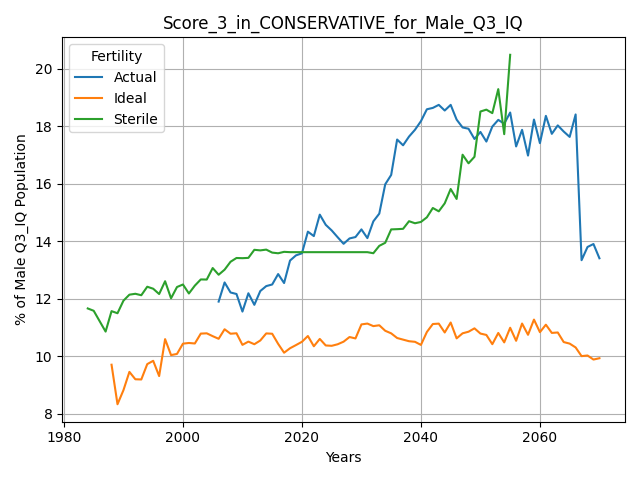 Score_3_in_CONSERVATIVE_for_Male_Q3_IQ
Fertility
Actual
Ideal
Sterile
% of Male Q3_IQ Population
20
18
16
14
12
10
8
1980
2000
2020
2040
2060
Years